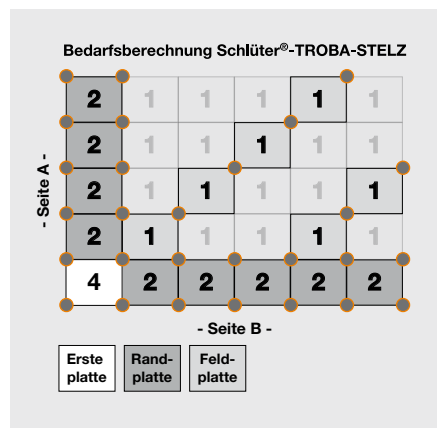 Bedarfsberechnung Schlüter®-TROBA-STELZ
2 1 1 1 1 1
2 1 1 1 1 1
2 1 1 1 1 1
2 1 1 1 1 1
4 2 2 2 2 2
- Seite A -
- Seite B -
Erste
platte
Rand-
platte
Feld-
platte